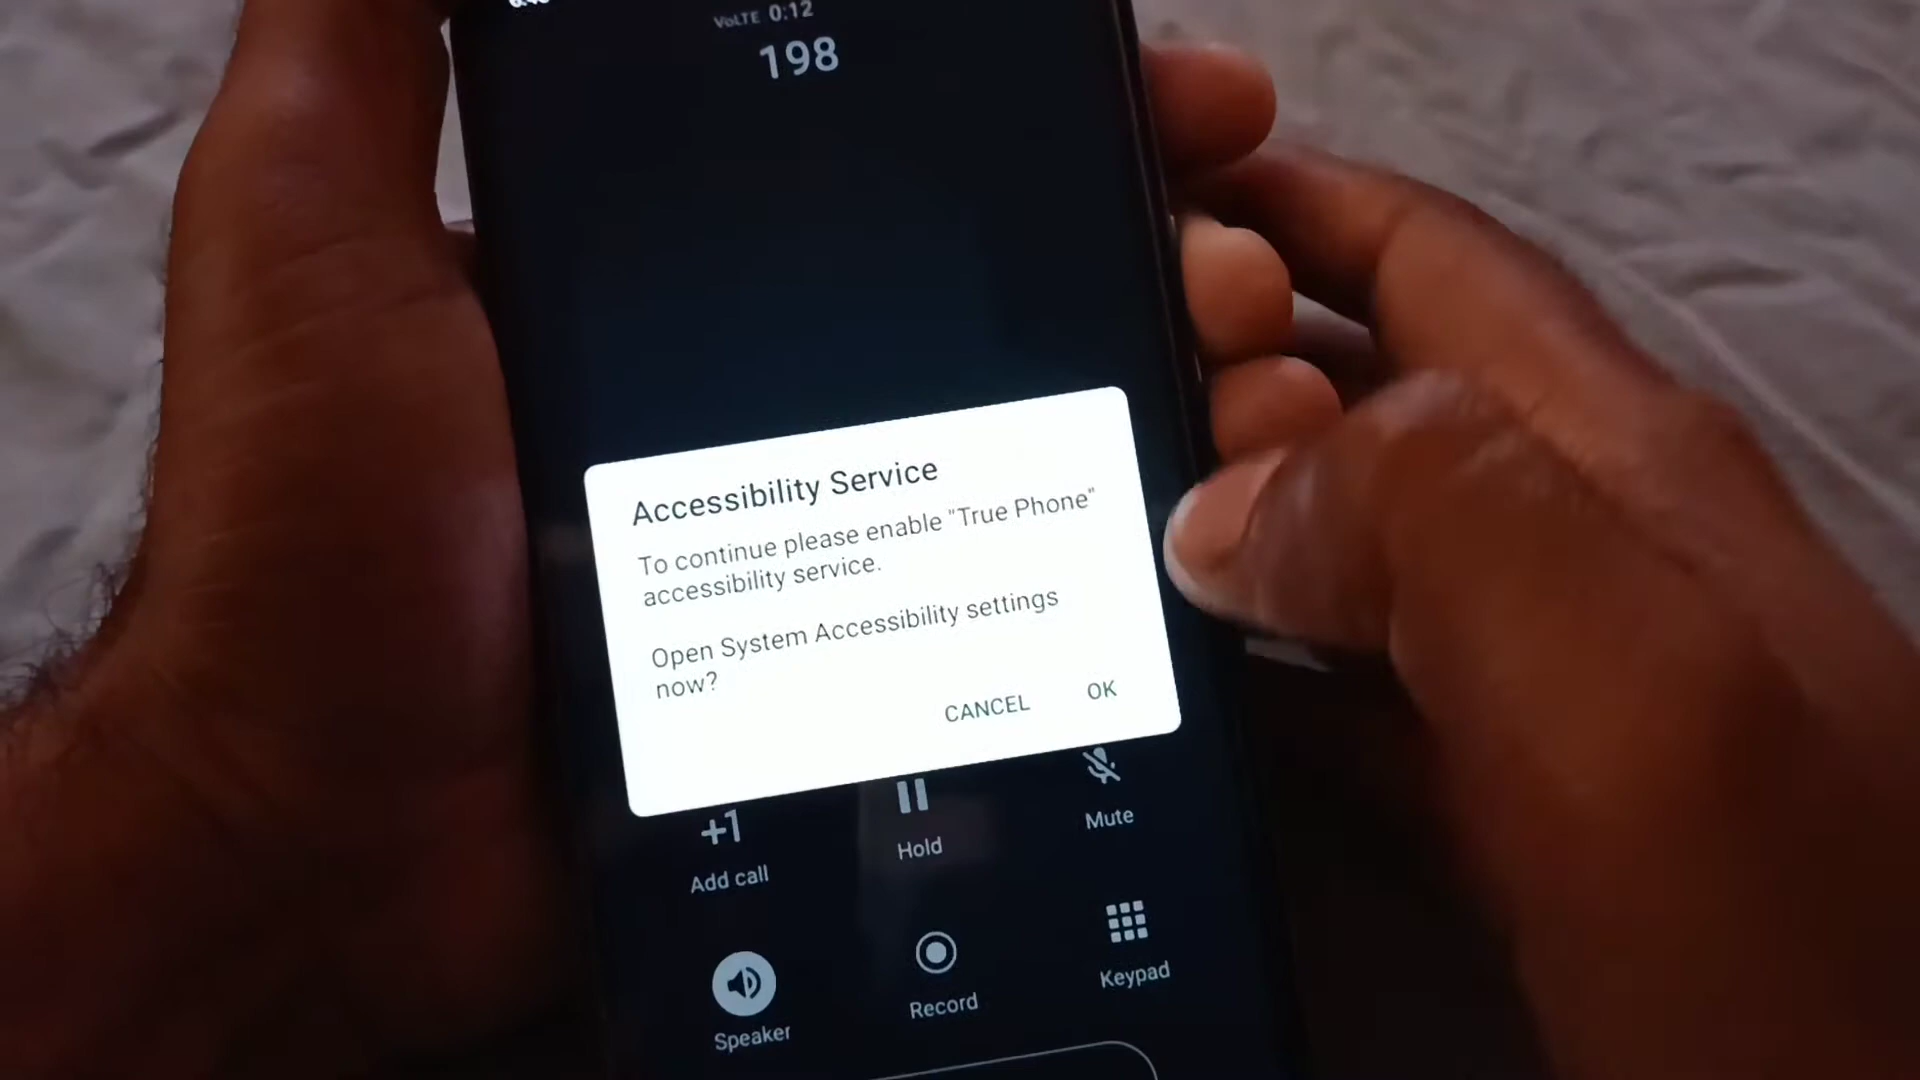 VoLTE 0:12
198
Accessibility Service
To continue please enable "True Phone"
accessibility service.
Open System Accessibility settings
now?
CANCEL OK
+1
Add call
Hold
Mute
Speaker
Record
Keypad